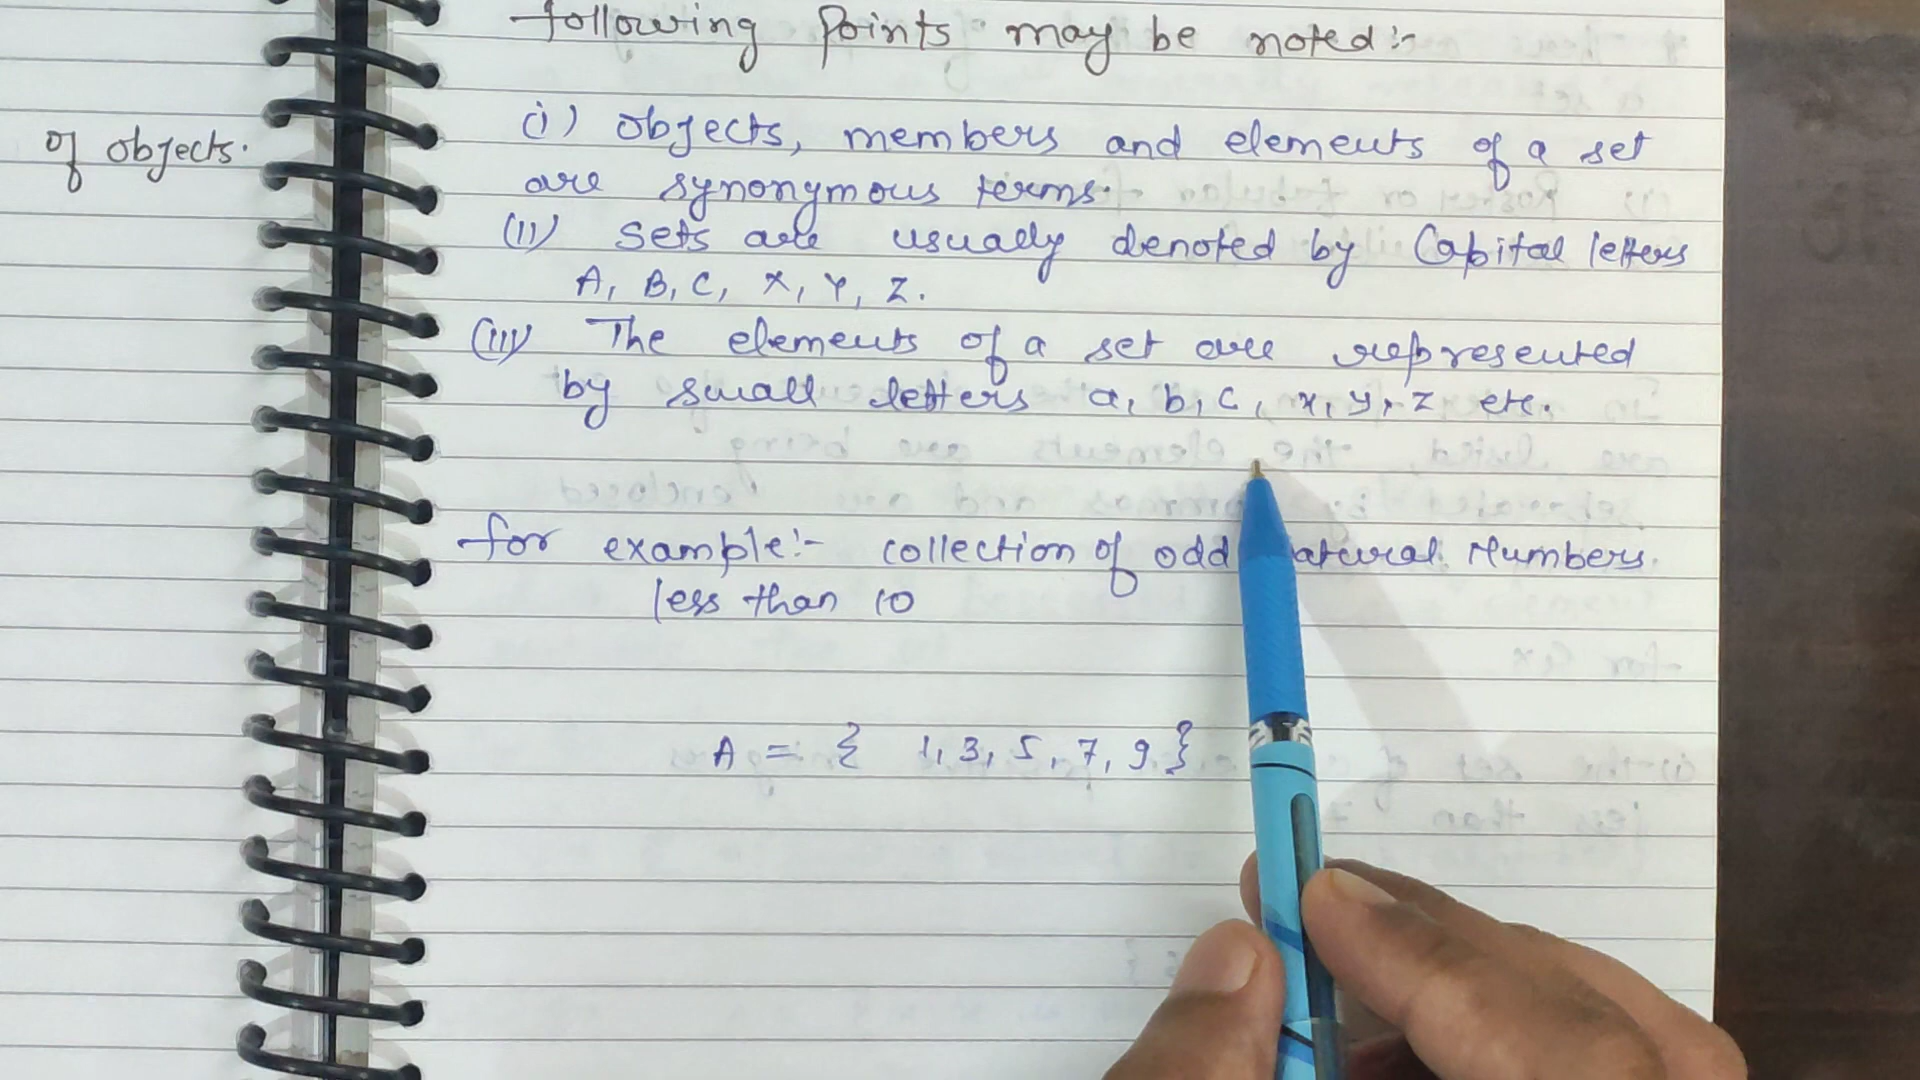 of objects.
following points may be noted:-
(i) objects, members and elements of a set
are synonymous terms.
(ii) sets are usually denoted by Capital letters
A, B, C, X, Y, Z.
(iii) The elements of a set are represented
by small letters a, b, c, x, y, z etc.
for example:- collection of odd atural Numbers.
less than 10
A = { 1, 3, 5, 7, 9 }